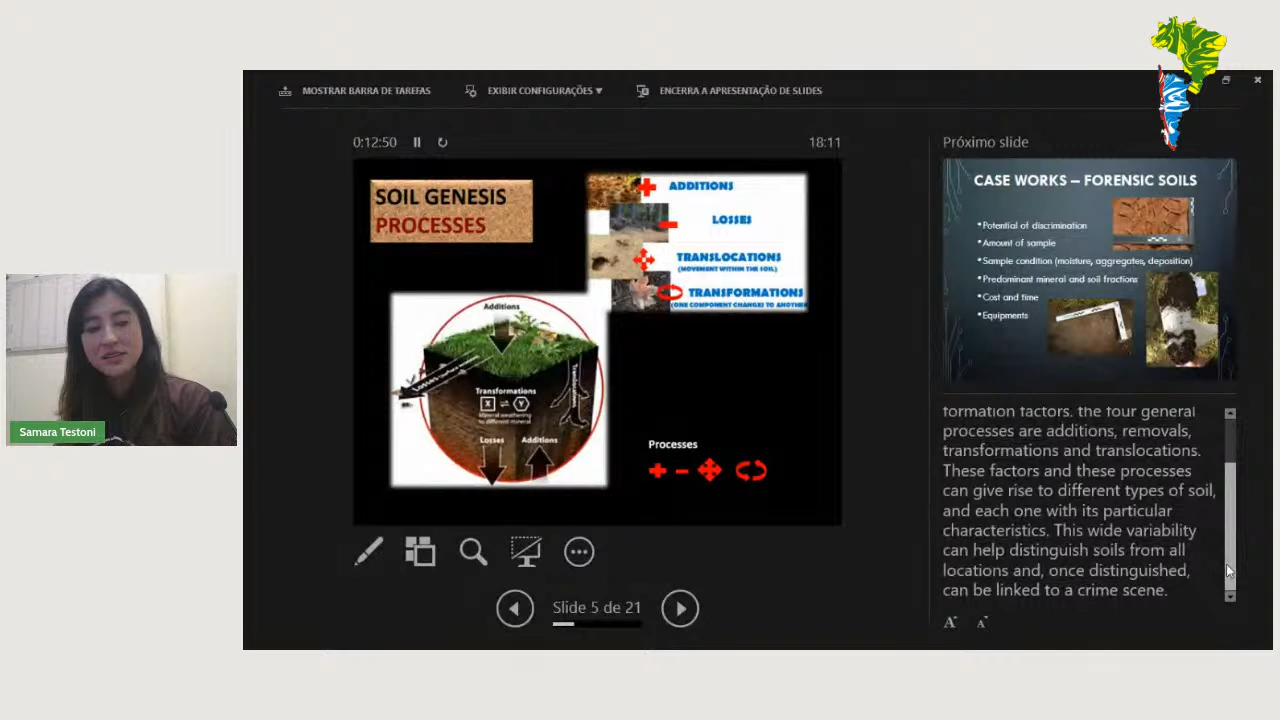 MOSTRAR BARRA DE TAREFAS
EXIBIR CONFIGURAÇÕES ▼
ENCERRA A APRESENTAÇÃO DE SLIDES
0:12:50
18:11
SOIL GENESIS
PROCESSES
ADDITIONS
LOSSES
TRANSLOCATIONS
(MOVEMENT WITHIN THE SOIL)
TRANSFORMATIONS
(ONE COMPONENT CHANGES TO ANOTHER
Additions
Losses
Transformations
X Y
Mineral weathering
to different mineral
Losses
Additions
Processes
Slide 5 de 21
Próximo slide
CASE WORKS – FORENSIC SOILS
• Potential of discrimination
• Amount of sample
• Sample condition (moisture, aggregates, deposition)
• Predominant mineral and soil fractions
• Cost and time
• Equipments
formation factors. the four general
processes are additions, removals,
transformations and translocations.
These factors and these processes
can give rise to different types of soil,
and each one with its particular
characteristics. This wide variability
can help distinguish soils from all
locations and, once distinguished,
can be linked to a crime scene.
A A
Samara Testoni